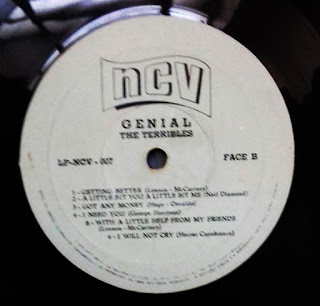 ncv
GENIAL
THE TERRIBLES
LP-NCV - 007
FACE B
1 - GETTING BETTER (Lennon - McCartney)
2 - A LITTLE BIT YOU A LITTLE BIT ME (Neil Diamond)
3 - GOT ANY MONEY (Hugo - Osvaldo)
4 - I NEED YOU (George Harrison)
5 - WITH A LITTLE HELP FROM MY FRIENDS
(Lennon - McCartney)
6 - I WILL NOT CRY (Hector Capobianco)